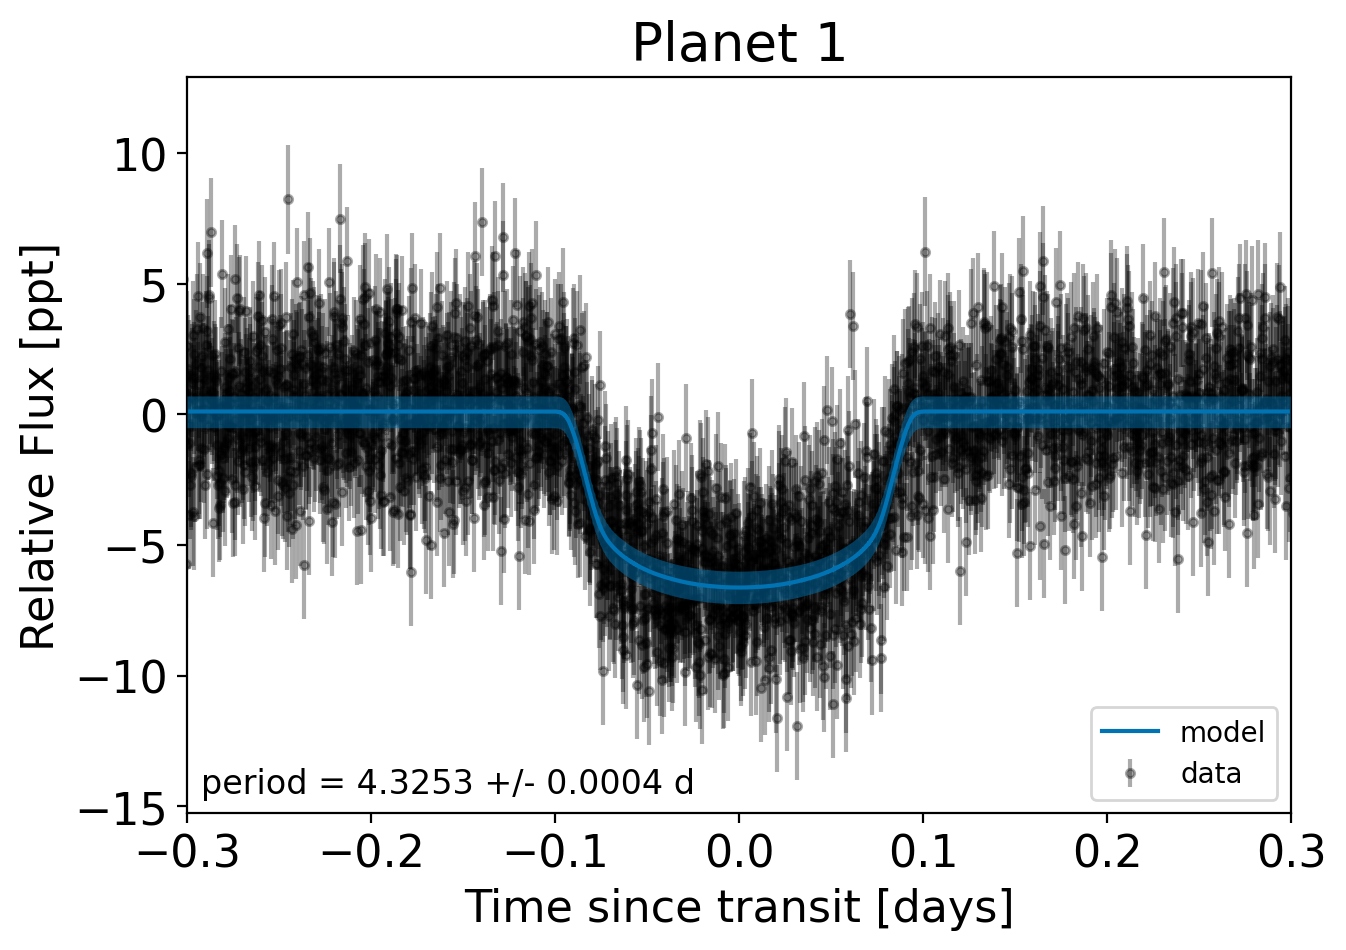 Planet 1
Relative Flux [ppt]
10
5
0
−5
−10
−15
period = 4.3253 +/- 0.0004 d
model
data
−0.3 −0.2 −0.1 0.0 0.1 0.2 0.3
Time since transit [days]